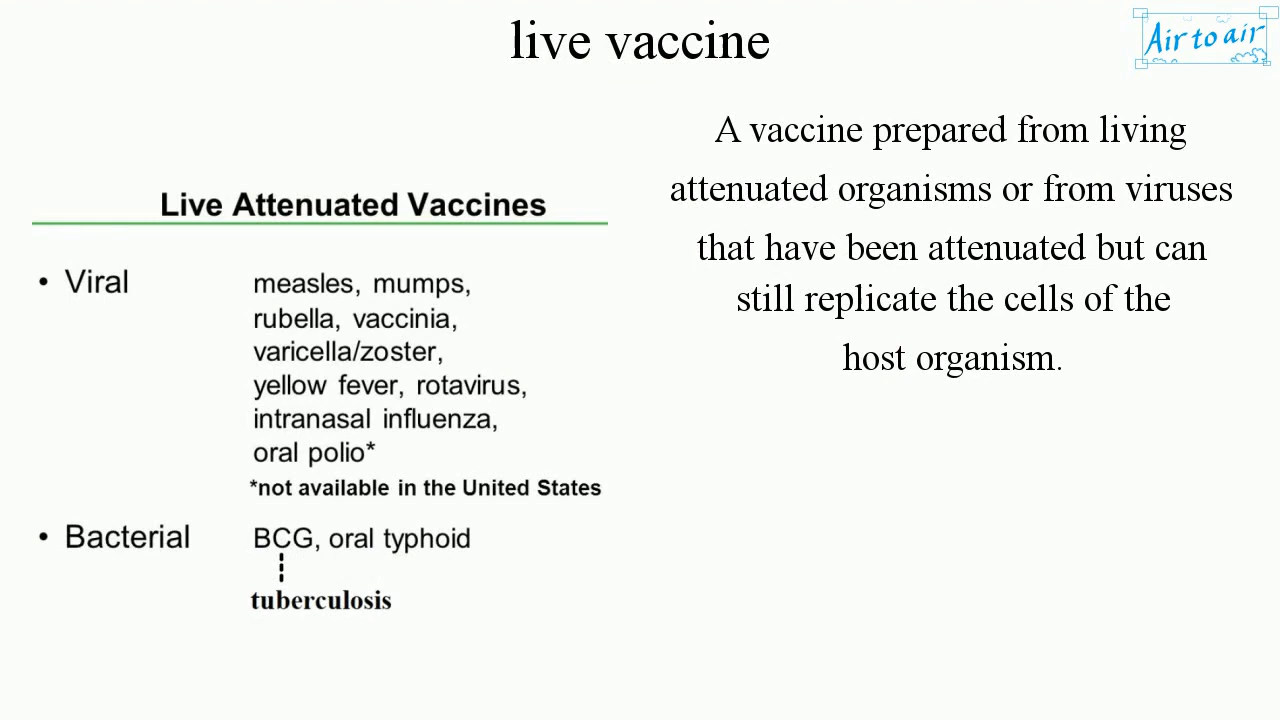 live vaccine
Air to air
A vaccine prepared from living
attenuated organisms or from viruses
that have been attenuated but can
still replicate the cells of the
host organism.
Live Attenuated Vaccines
• Viral measles, mumps,
rubella, vaccinia,
varicella/zoster,
yellow fever, rotavirus,
intranasal influenza,
oral polio*
*not available in the United States
• Bacterial BCG, oral typhoid
tuberculosis